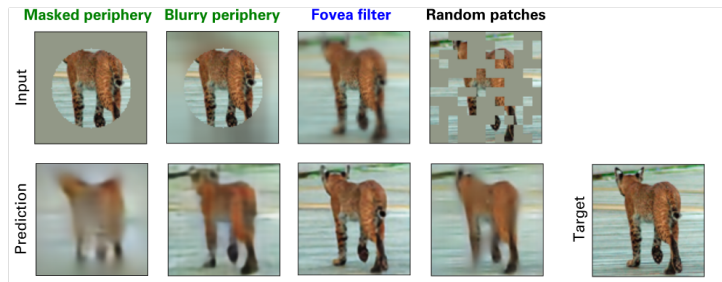 Masked periphery Blurry periphery Fovea filter Random patches
Input
Prediction
Target